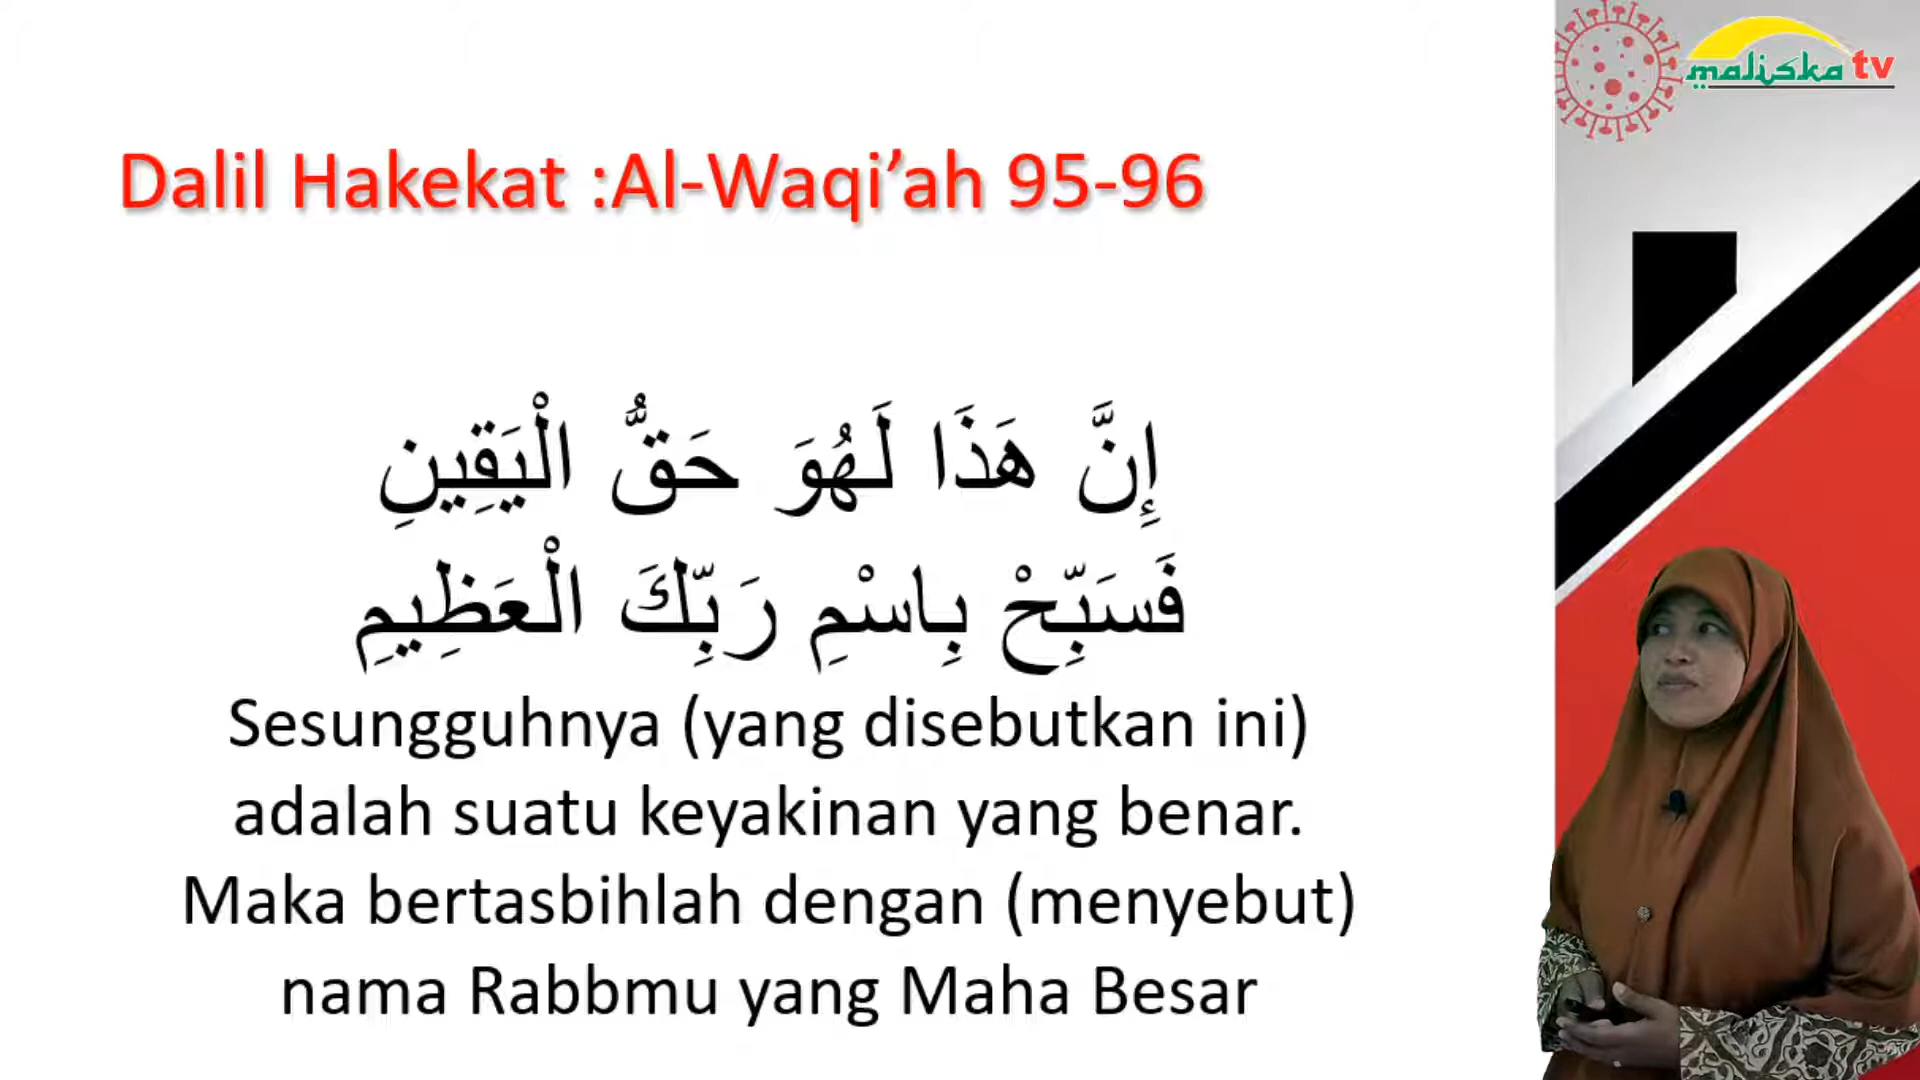 maliska tv
Dalil Hakekat :Al-Waqi’ah 95-96
إِنَّ هَذَا لَهُوَ حَقُّ الْيَقِينِ
فَسَبِّحْ بِاسْمِ رَبِّكَ الْعَظِيمِ
Sesungguhnya (yang disebutkan ini)
adalah suatu keyakinan yang benar.
Maka bertasbihlah dengan (menyebut)
nama Rabbmu yang Maha Besar